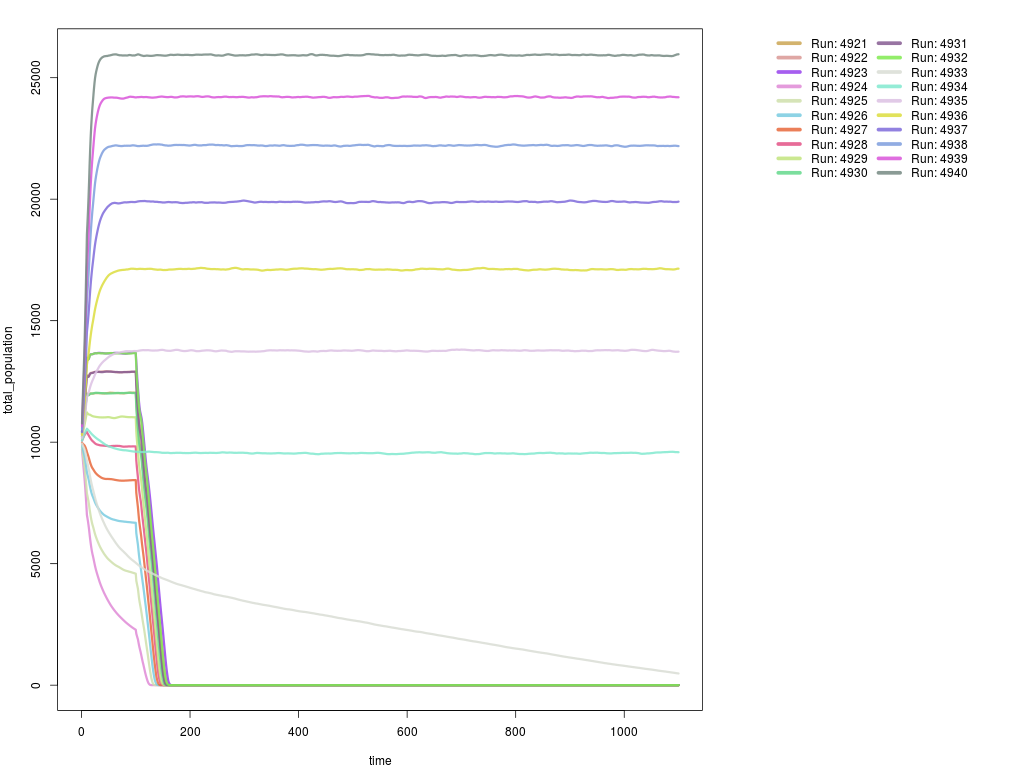 total_population
25000
20000
15000
10000
5000
0
0 200 400 600 800 1000
time
Run: 4921 Run: 4931
Run: 4922 Run: 4932
Run: 4923 Run: 4933
Run: 4924 Run: 4934
Run: 4925 Run: 4935
Run: 4926 Run: 4936
Run: 4927 Run: 4937
Run: 4928 Run: 4938
Run: 4929 Run: 4939
Run: 4930 Run: 4940